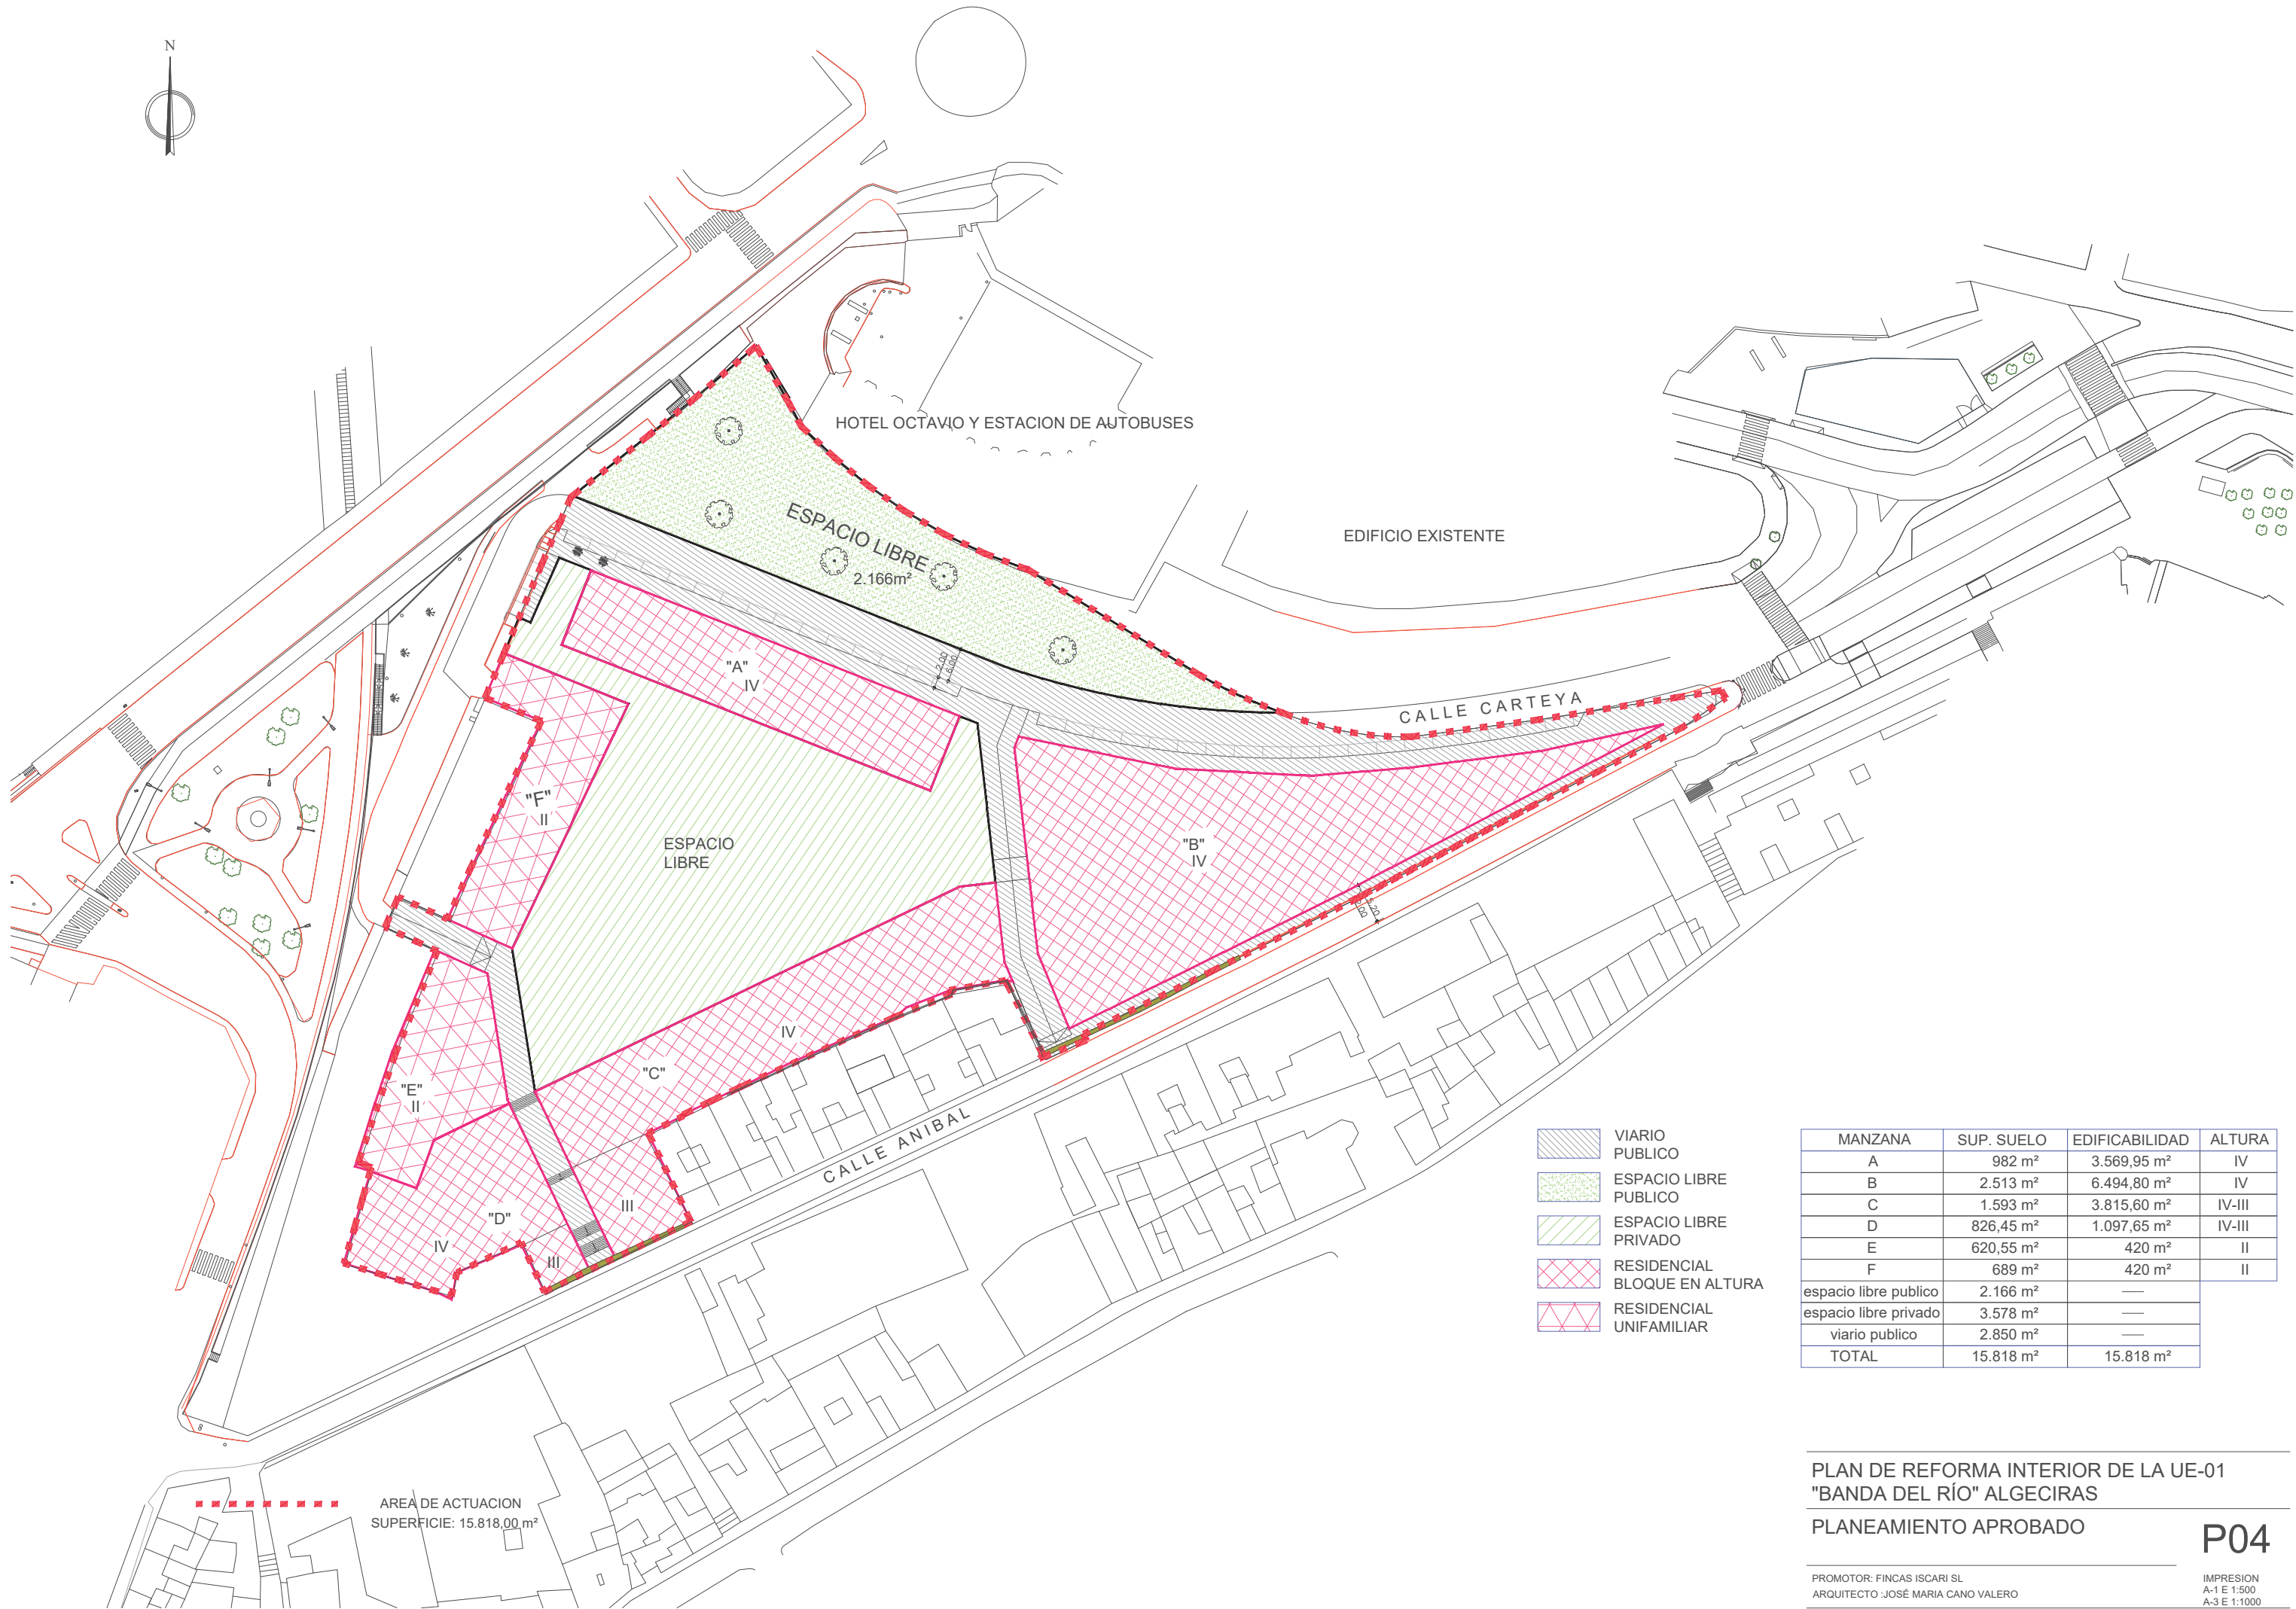 N
HOTEL OCTAVIO Y ESTACION DE AUTOBUSES
ESPACIO LIBRE
2.166m²
EDIFICIO EXISTENTE
"A"
IV
2.00
6.00
CALLE CARTEYA
"F"
II
ESPACIO
LIBRE
"B"
IV
5.20
IV
"C"
"E"
II
CALLE ANIBAL
III
"D"
IV
III
VIARIO
PUBLICO
ESPACIO LIBRE
PUBLICO
ESPACIO LIBRE
PRIVADO
RESIDENCIAL
BLOQUE EN ALTURA
RESIDENCIAL
UNIFAMILIAR
MANZANA SUP. SUELO EDIFICABILIDAD ALTURA
A 982 m² 3.569,95 m² IV
B 2.513 m² 6.494,80 m² IV
C 1.593 m² 3.815,60 m² IV-III
D 826,45 m² 1.097,65 m² IV-III
E 620,55 m² 420 m² II
F 689 m² 420 m² II
espacio libre publico 2.166 m² —
espacio libre privado 3.578 m² —
viario publico 2.850 m² —
TOTAL 15.818 m² 15.818 m²
AREA DE ACTUACION
SUPERFICIE: 15.818,00 m²
PLAN DE REFORMA INTERIOR DE LA UE-01
"BANDA DEL RÍO" ALGECIRAS
PLANEAMIENTO APROBADO
P04
PROMOTOR: FINCAS ISCARI SL
ARQUITECTO :JOSÉ MARIA CANO VALERO
IMPRESION
A-1 E 1:500
A-3 E 1:1000